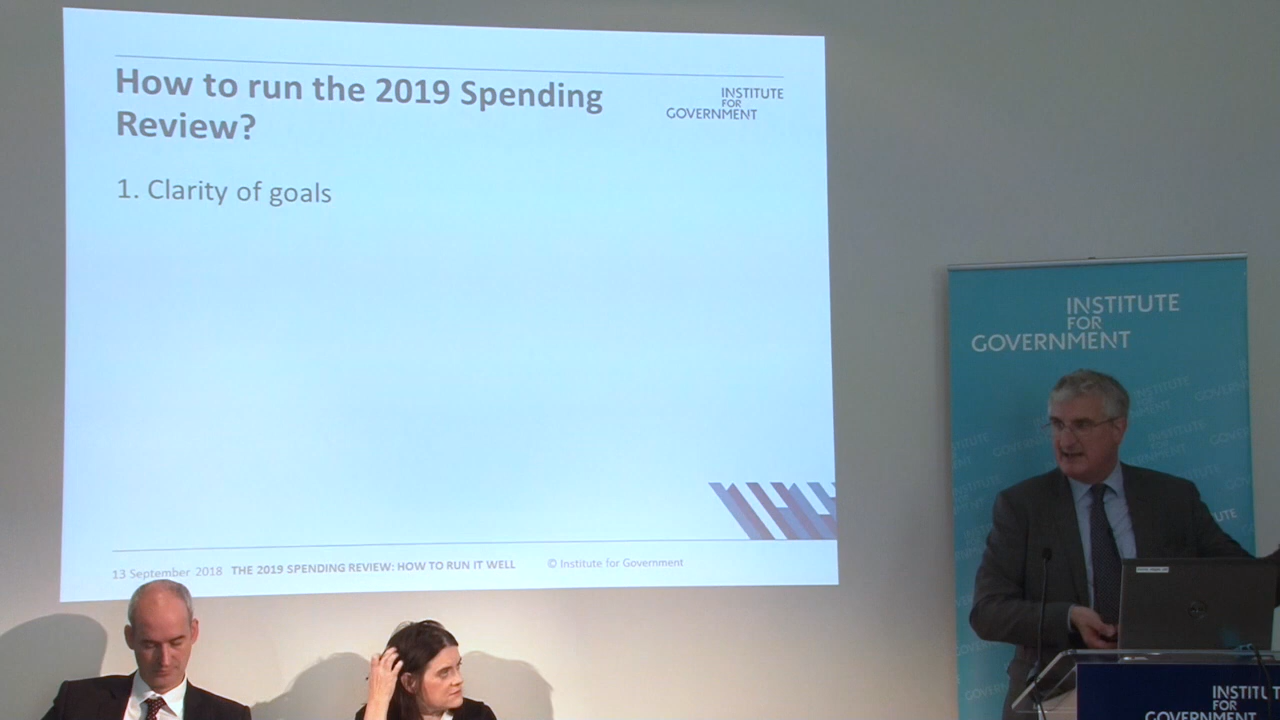 How to run the 2019 Spending
Review?
INSTITUTE
FOR
GOVERNMENT
1. Clarity of goals
13 September 2018 THE 2019 SPENDING REVIEW: HOW TO RUN IT WELL © Institute for Government
INSTITUTE
FOR
GOVERNMENT
INSTIT
FOR
GOVERNMENT